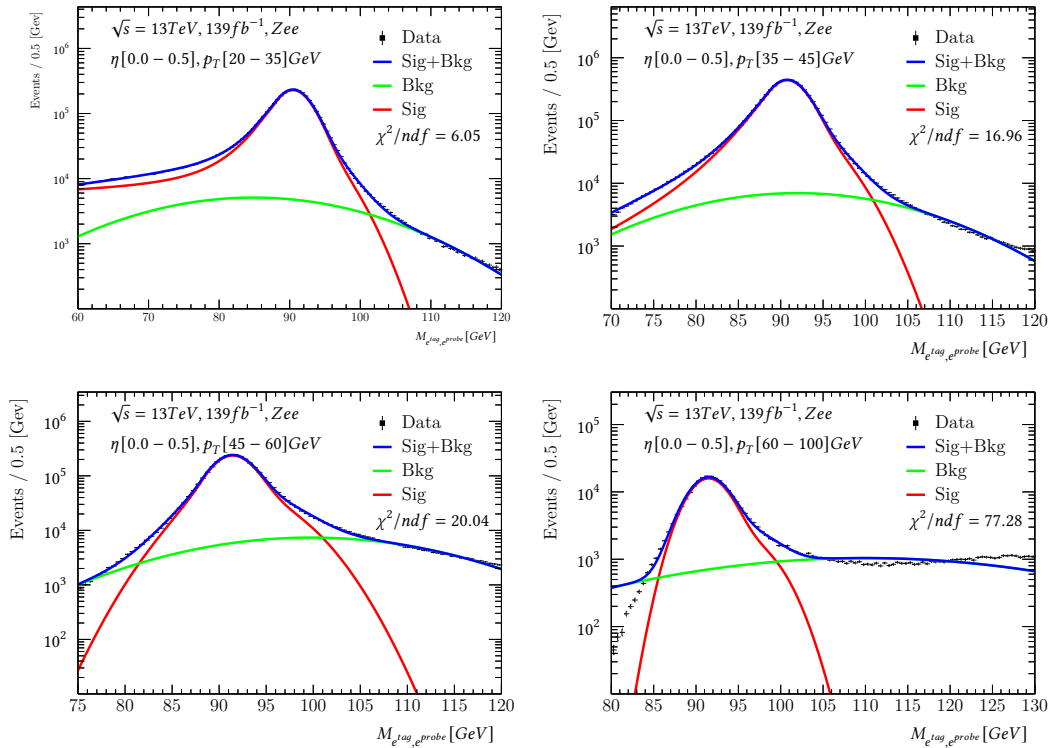 √s = 13TeV, 139fb⁻¹, Zee
η[0.0 − 0.5], p_T[20 − 35]GeV
Data
Sig+Bkg
Bkg
Sig
χ²/ndf = 6.05
Events / 0.5 [Gev]
10⁶
10⁵
10⁴
10³
60 70 80 90 100 110 120
M_{e^{tag},e^{probe}}[GeV]
√s = 13TeV, 139fb⁻¹, Zee
η[0.0 − 0.5], p_T[35 − 45]GeV
Data
Sig+Bkg
Bkg
Sig
χ²/ndf = 16.96
Events / 0.5 [Gev]
10⁶
10⁵
10⁴
10³
70 75 80 85 90 95 100 105 110 115 120
M_{e^{tag},e^{probe}}[GeV]
√s = 13TeV, 139fb⁻¹, Zee
η[0.0 − 0.5], p_T[45 − 60]GeV
Data
Sig+Bkg
Bkg
Sig
χ²/ndf = 20.04
Events / 0.5 [Gev]
10⁶
10⁵
10⁴
10³
10²
75 80 85 90 95 100 105 110 115 120
M_{e^{tag},e^{probe}}[GeV]
√s = 13TeV, 139fb⁻¹, Zee
η[0.0 − 0.5], p_T[60 − 100]GeV
Data
Sig+Bkg
Bkg
Sig
χ²/ndf = 77.28
Events / 0.5 [Gev]
10⁵
10⁴
10³
10²
80 85 90 95 100 105 110 115 120 125 130
M_{e^{tag},e^{probe}}[GeV]